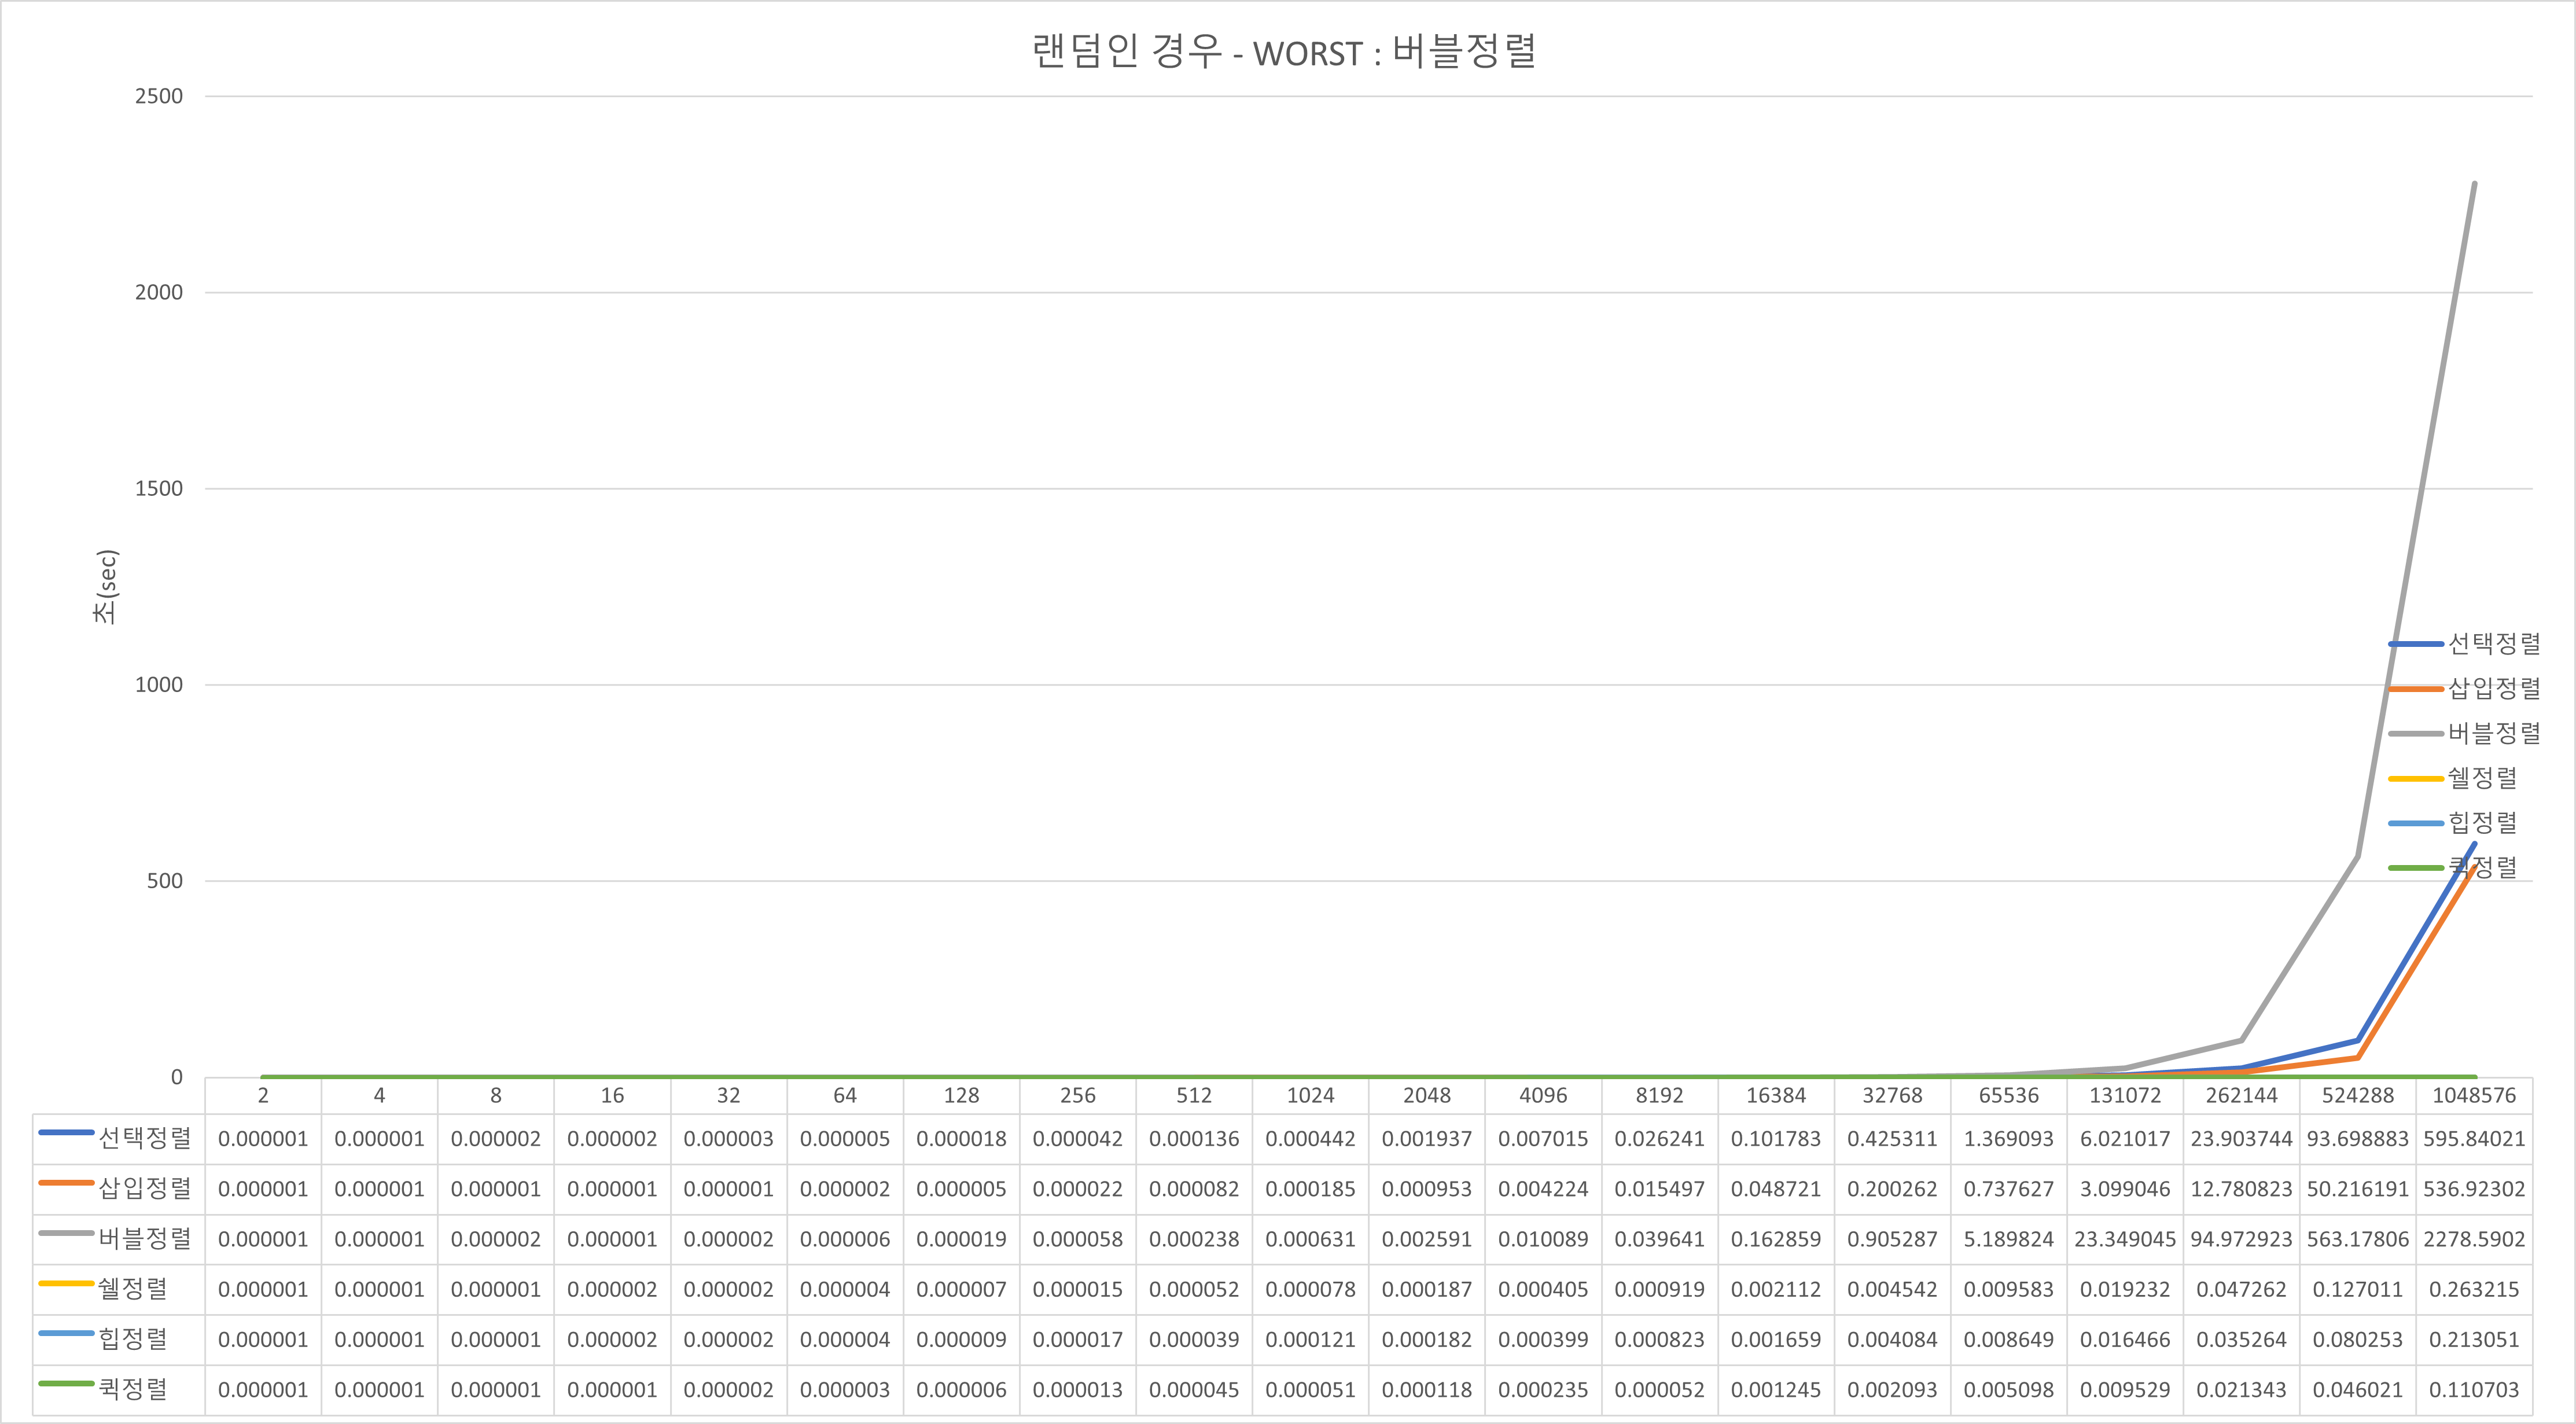 랜덤인 경우 - WORST : 버블정렬
2500
2000
1500
1000
500
0
초(sec)
선택정렬
삽입정렬
버블정렬
쉘정렬
힙정렬
퀵정렬
2 4 8 16 32 64 128 256 512 1024 2048 4096 8192 16384 32768 65536 131072 262144 524288 1048576
선택정렬 0.000001 0.000001 0.000002 0.000002 0.000003 0.000005 0.000018 0.000042 0.000136 0.000442 0.001937 0.007015 0.026241 0.101783 0.425311 1.369093 6.021017 23.903744 93.698883 595.84021
삽입정렬 0.000001 0.000001 0.000001 0.000001 0.000001 0.000002 0.000005 0.000022 0.000082 0.000185 0.000953 0.004224 0.015497 0.048721 0.200262 0.737627 3.099046 12.780823 50.216191 536.92302
버블정렬 0.000001 0.000001 0.000002 0.000001 0.000002 0.000006 0.000019 0.000058 0.000238 0.000631 0.002591 0.010089 0.039641 0.162859 0.905287 5.189824 23.349045 94.972923 563.17806 2278.5902
쉘정렬 0.000001 0.000001 0.000001 0.000002 0.000002 0.000004 0.000007 0.000015 0.000052 0.000078 0.000187 0.000405 0.000919 0.002112 0.004542 0.009583 0.019232 0.047262 0.127011 0.263215
힙정렬 0.000001 0.000001 0.000001 0.000002 0.000002 0.000004 0.000009 0.000017 0.000039 0.000121 0.000182 0.000399 0.000823 0.001659 0.004084 0.008649 0.016466 0.035264 0.080253 0.213051
퀵정렬 0.000001 0.000001 0.000001 0.000001 0.000002 0.000003 0.000006 0.000013 0.000045 0.000051 0.000118 0.000235 0.000052 0.001245 0.002093 0.005098 0.009529 0.021343 0.046021 0.110703